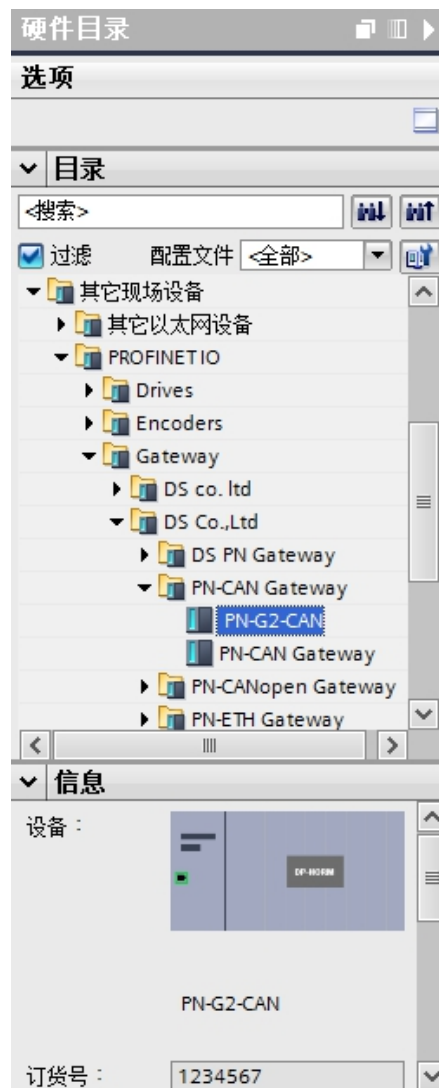 硬件目录
选项
目录
<搜索>
过滤 配置文件 <全部>
其它现场设备
其它以太网设备
PROFINET IO
Drives
Encoders
Gateway
DS co. ltd
DS Co.,Ltd
DS PN Gateway
PN-CAN Gateway
PN-G2-CAN
PN-CAN Gateway
PN-CANopen Gateway
PN-ETH Gateway
信息
设备：
DP-NORM
PN-G2-CAN
订货号： 1234567